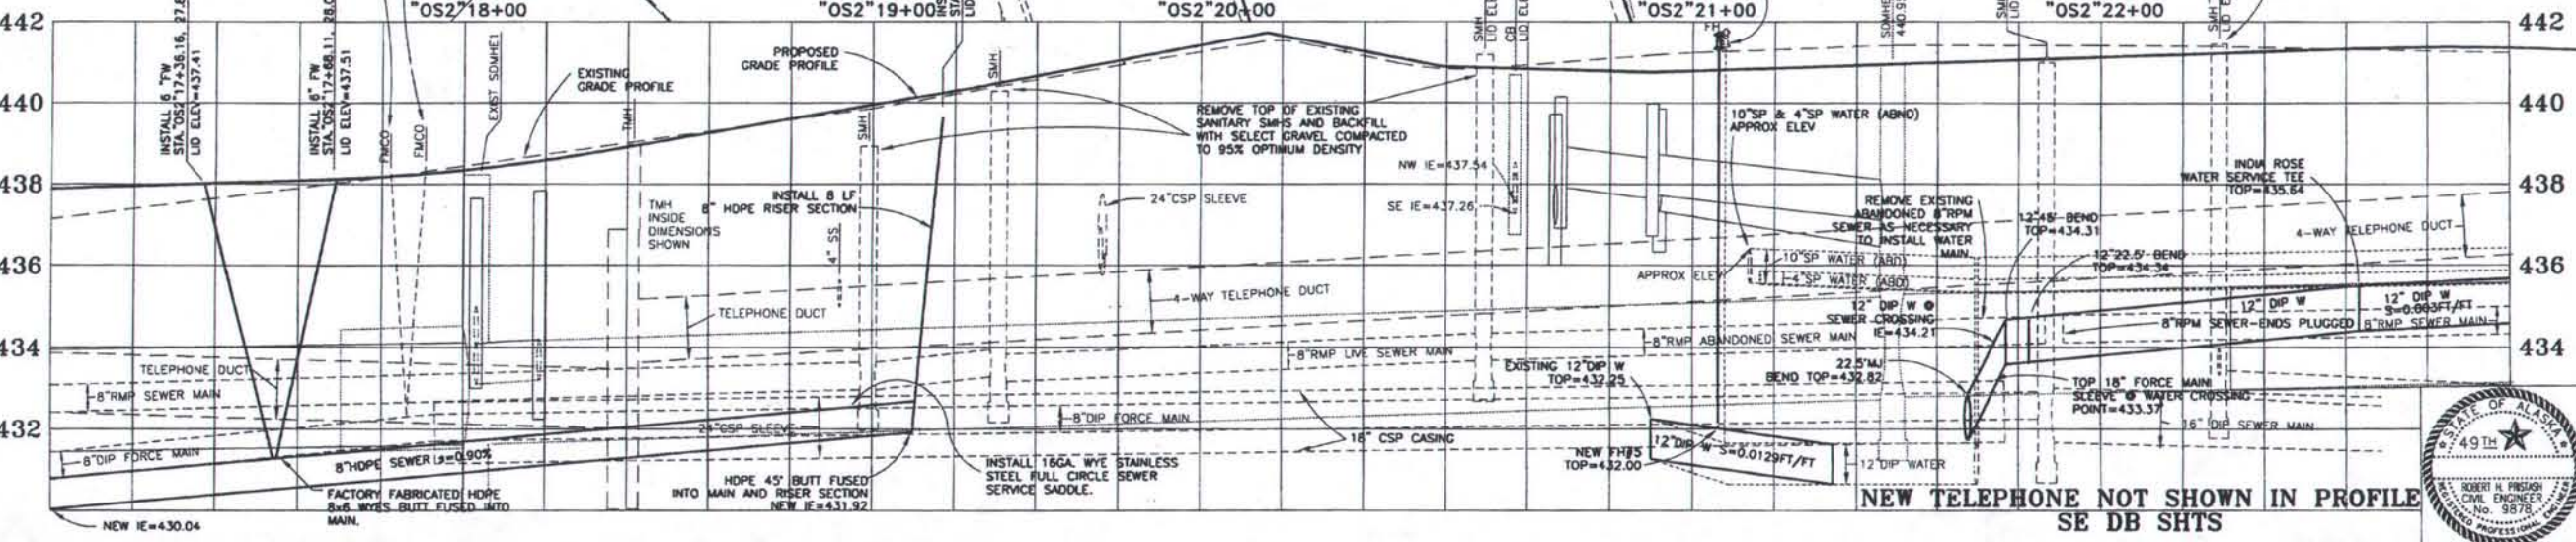 "OS2"18+00
"OS2"19+00
"OS2"20+00
"OS2"21+00
"OS2"22+00
442
440
438
436
434
432
442
440
438
436
434
INSTALL 6 "FW
STA. "OS2"17+36.16,
LID ELEV=437.41
INSTALL 6" FW
STA. "OS2"17+68.11,
LID ELEV=437.51
FMCO
FMCO
EXIST SDMHE1
EXISTING
GRADE PROFILE
TMH
PROPOSED
GRADE PROFILE
SMH
SMH
REMOVE TOP OF EXISTING
SANITARY SMHS AND BACKFILL
WITH SELECT GRAVEL COMPACTED
TO 95% OPTIMUM DENSITY
SMH
CB
NW IE=437.54
SE IE=437.26
FH
10"SP & 4"SP WATER (ABND)
APPROX ELEV
SDMHE
SMH
INDIA ROSE
WATER SERVICE TEE
TOP=435.64
TMH
INSIDE
DIMENSIONS
SHOWN
INSTALL 8 LF
8" HDPE RISER SECTION
4" SS
24"CSP SLEEVE
REMOVE EXISTING
ABANDONED 8"RPM
SEWER AS NECESSARY
TO INSTALL WATER
MAIN
12"45° BEND
TOP=434.31
4-WAY TELEPHONE DUCT
12"22.5° BEND
TOP=434.34
10"SP WATER (ABD)
APPROX ELEV
4"SP WATER (ABD)
TELEPHONE DUCT
4-WAY TELEPHONE DUCT
12" DIP W @
SEWER CROSSING
IE=434.21
12" DIP W
12" DIP W
S=0.003FT/FT
8"RPM SEWER-ENDS PLUGGED
8"RMP SEWER MAIN
8"RMP ABANDONED SEWER MAIN
8"RMP LIVE SEWER MAIN
TELEPHONE DUCT
8"RMP SEWER MAIN
EXISTING 12"DIP W
TOP=432.25
22.5°MJ
BEND TOP=432.82
TOP 18" FORCE MAIN
SLEEVE @ WATER CROSSING
POINT=433.37
8"DIP FORCE MAIN
24"CSP SLEEVE
18" CSP CASING
16" DIP SEWER MAIN
8"DIP FORCE MAIN
8"HDPE SEWER s=0.90%
12"DIP W S=0.0129FT/FT
12"DIP WATER
NEW FH#5
TOP=432.00
INSTALL 16GA. WYE STAINLESS
STEEL FULL CIRCLE SEWER
SERVICE SADDLE.
HDPE 45° BUTT FUSED
INTO MAIN AND RISER SECTION
NEW IE=431.92
FACTORY FABRICATED HDPE
8x6 WYES BUTT FUSED INTO
MAIN.
NEW IE=430.04
NEW TELEPHONE NOT SHOWN IN PROFILE
SE DB SHTS
STATE OF ALASKA
49TH
ROBERT H. PRISTASH
CIVIL ENGINEER
No. 9878
REGISTERED PROFESSIONAL ENGINEER